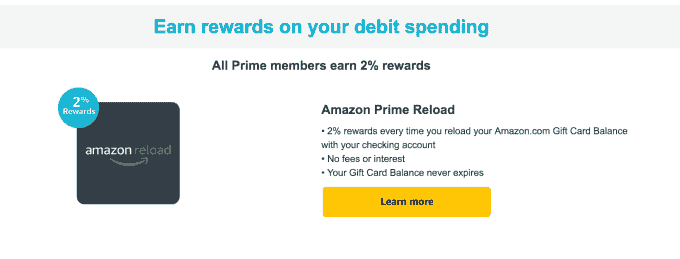 Earn rewards on your debit spending
All Prime members earn 2% rewards
2%
Rewards
amazon reload
Amazon Prime Reload
• 2% rewards every time you reload your Amazon.com Gift Card Balance
with your checking account
• No fees or interest
• Your Gift Card Balance never expires
Learn more